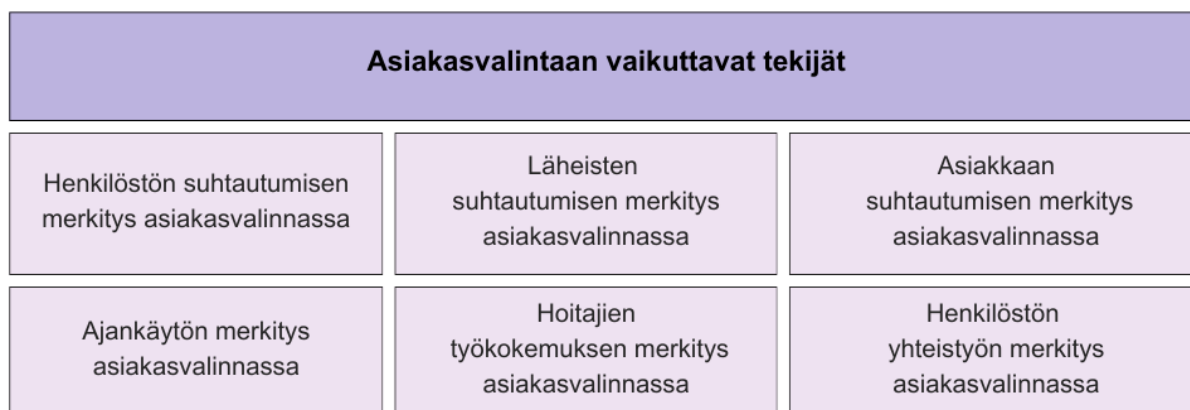 Asiakasvalintaan vaikuttavat tekijät
Henkilöstön suhtautumisen
merkitys asiakasvalinnassa
Läheisten
suhtautumisen merkitys
asiakasvalinnassa
Asiakkaan
suhtautumisen merkitys
asiakasvalinnassa
Ajankäytön merkitys
asiakasvalinnassa
Hoitajien
työkokemuksen merkitys
asiakasvalinnassa
Henkilöstön
yhteistyön merkitys
asiakasvalinnassa